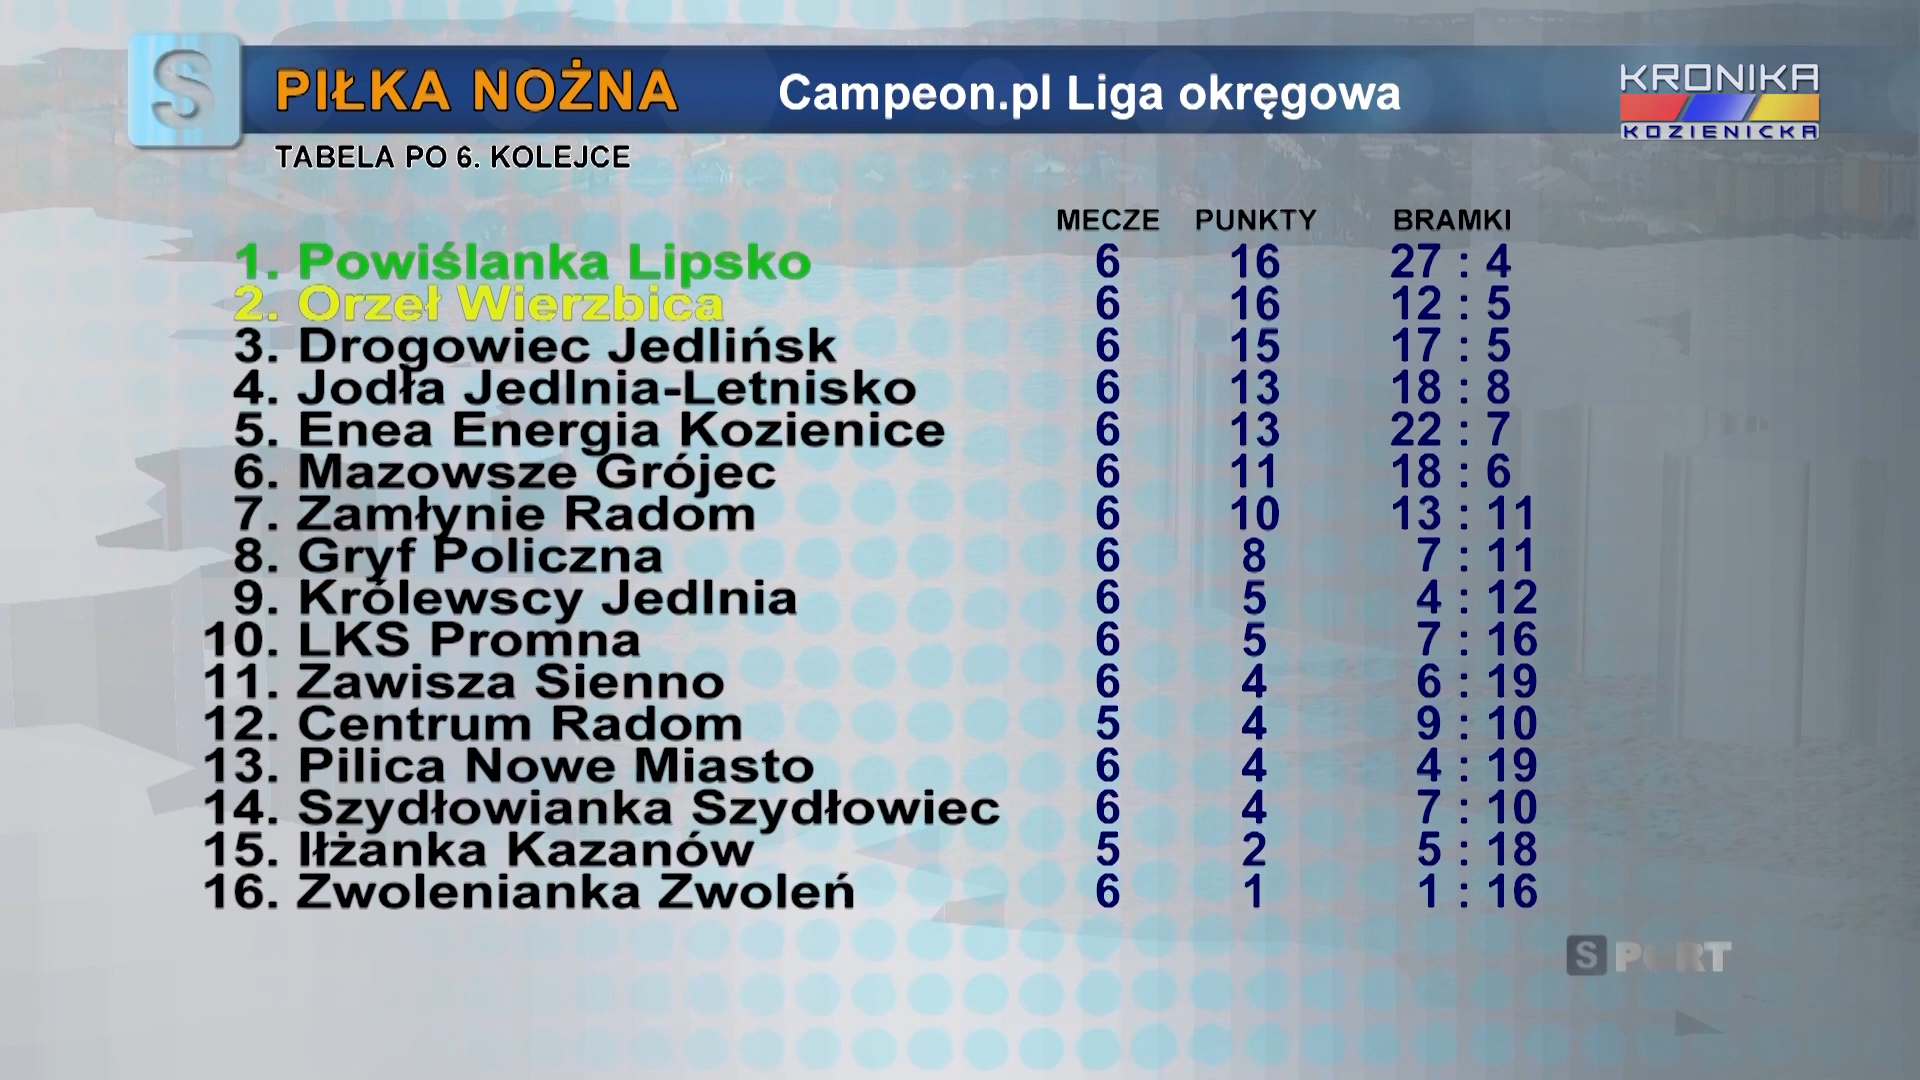 S PIŁKA NOŻNA Campeon.pl Liga okręgowa KRONIKA
KOZIENICKA
TABELA PO 6. KOLEJCE
MECZE PUNKTY BRAMKI
1. Powiślanka Lipsko 6 16 27 : 4
2. Orzeł Wierzbica 6 16 12 : 5
3. Drogowiec Jedlińsk 6 15 17 : 5
4. Jodła Jedlnia-Letnisko 6 13 18 : 8
5. Enea Energia Kozienice 6 13 22 : 7
6. Mazowsze Grójec 6 11 18 : 6
7. Zamłynie Radom 6 10 13 : 11
8. Gryf Policzna 6 8 7 : 11
9. Królewscy Jedlnia 6 5 4 : 12
10. LKS Promna 6 5 7 : 16
11. Zawisza Sienno 6 4 6 : 19
12. Centrum Radom 5 4 9 : 10
13. Pilica Nowe Miasto 6 4 4 : 19
14. Szydłowianka Szydłowiec 6 4 7 : 10
15. Iłżanka Kazanów 5 2 5 : 18
16. Zwolenianka Zwoleń 6 1 1 : 16
SPORT